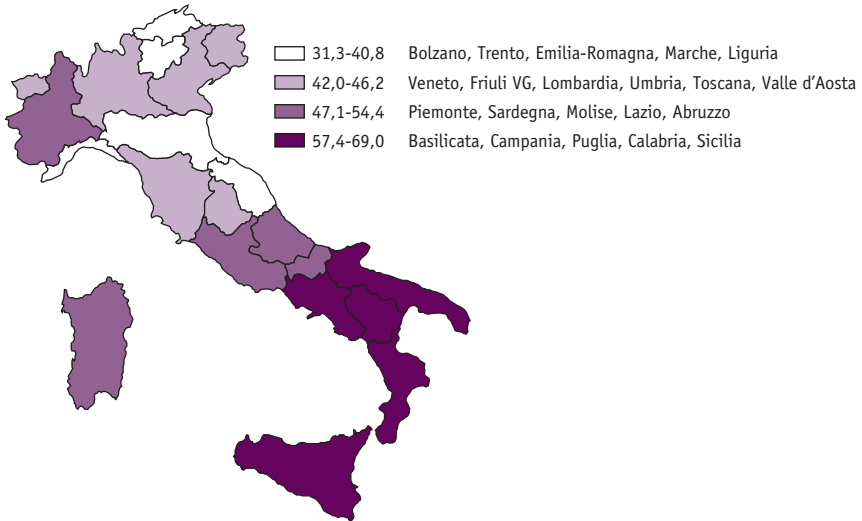 31,3-40,8 Bolzano, Trento, Emilia-Romagna, Marche, Liguria
42,0-46,2 Veneto, Friuli VG, Lombardia, Umbria, Toscana, Valle d’Aosta
47,1-54,4 Piemonte, Sardegna, Molise, Lazio, Abruzzo
57,4-69,0 Basilicata, Campania, Puglia, Calabria, Sicilia